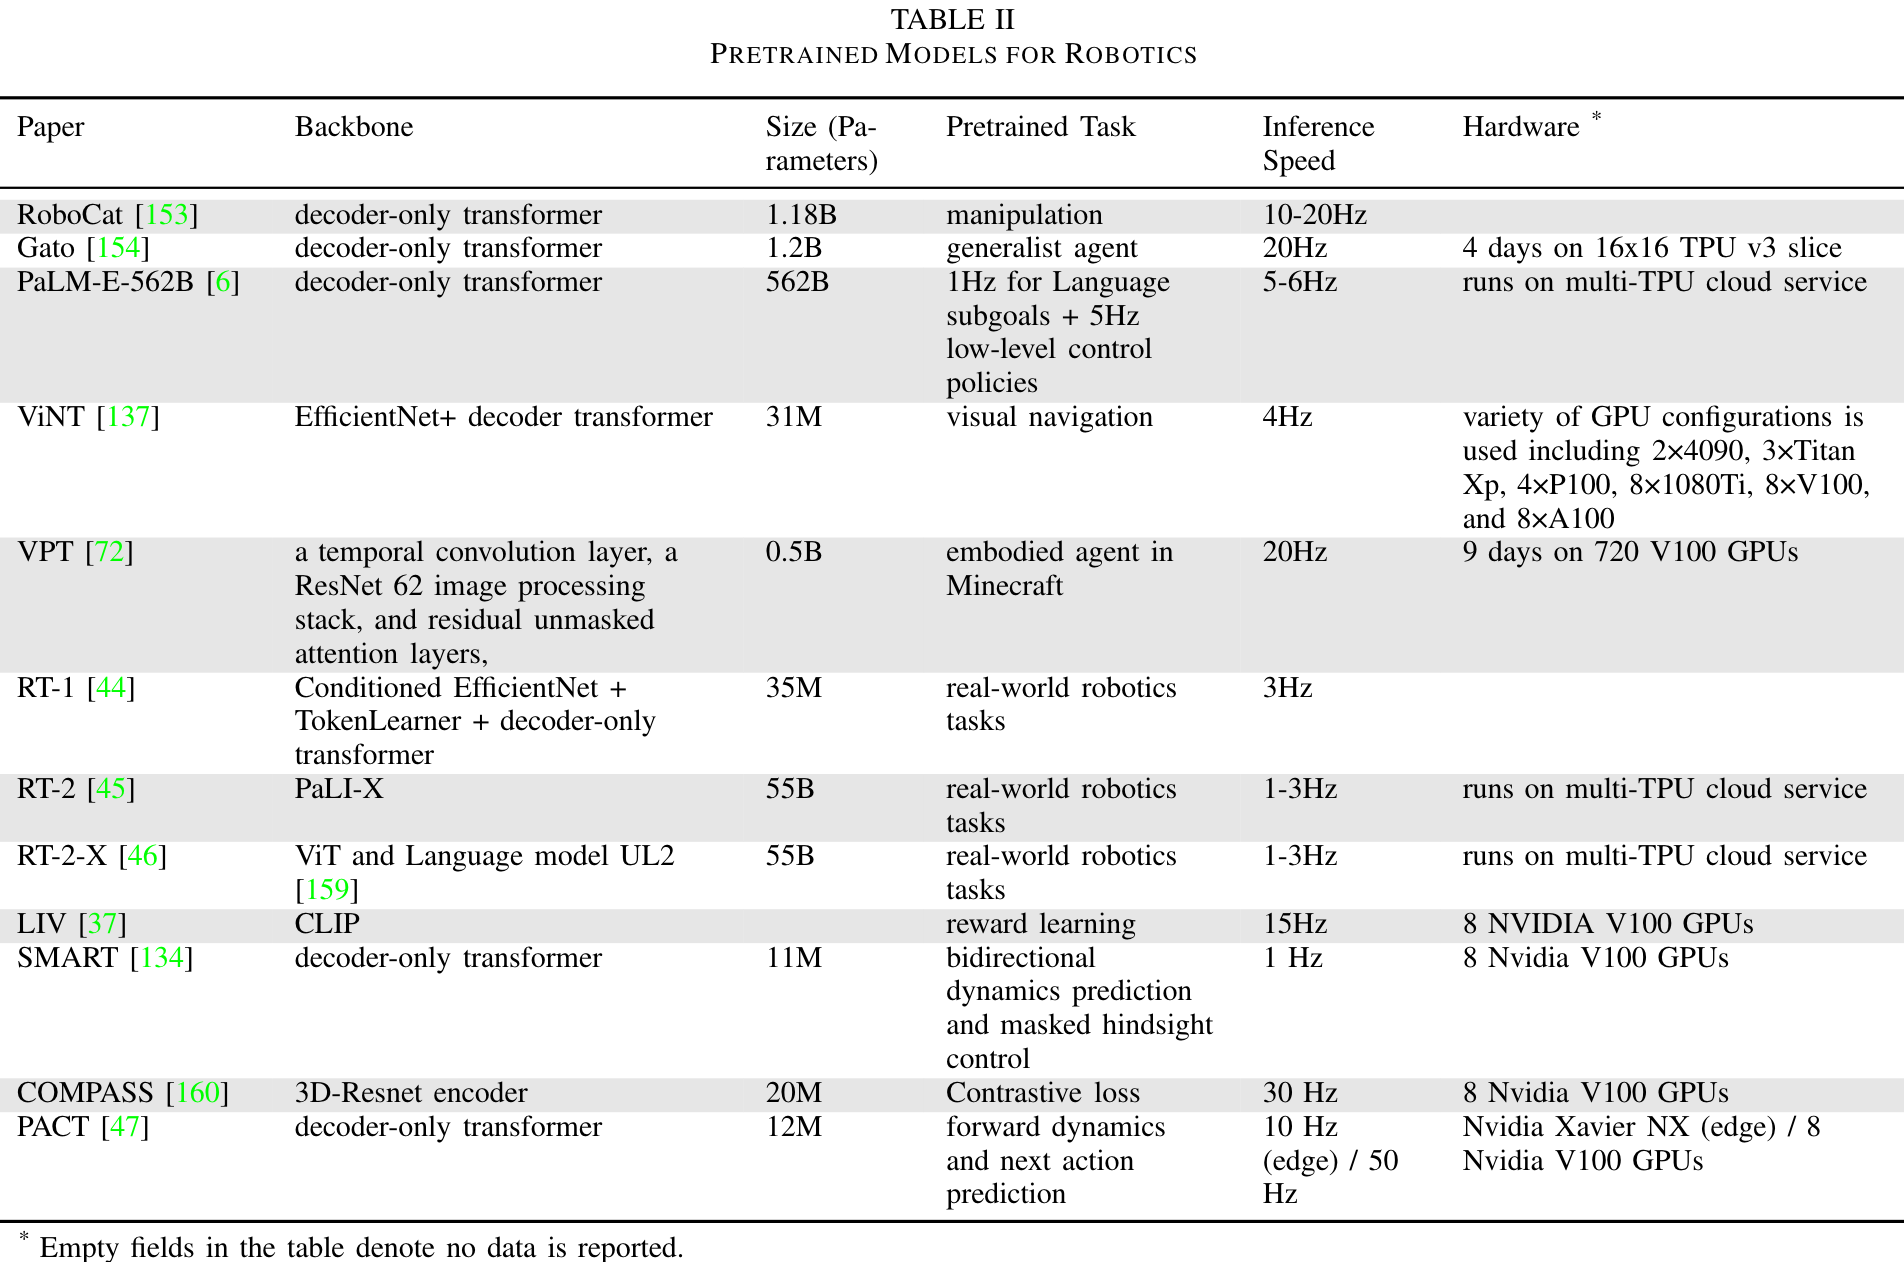 TABLE II
PRETRAINED MODELS FOR ROBOTICS
Paper Backbone Size (Pa- Pretrained Task Inference Hardware *
rameters) Speed
RoboCat [153] decoder-only transformer 1.18B manipulation 10-20Hz
Gato [154] decoder-only transformer 1.2B generalist agent 20Hz 4 days on 16x16 TPU v3 slice
PaLM-E-562B [6] decoder-only transformer 562B 1Hz for Language 5-6Hz runs on multi-TPU cloud service
subgoals + 5Hz
low-level control
policies
ViNT [137] EfficientNet+ decoder transformer 31M visual navigation 4Hz variety of GPU configurations is
used including 2×4090, 3×Titan
Xp, 4×P100, 8×1080Ti, 8×V100,
and 8×A100
VPT [72] a temporal convolution layer, a 0.5B embodied agent in 20Hz 9 days on 720 V100 GPUs
ResNet 62 image processing Minecraft
stack, and residual unmasked
attention layers,
RT-1 [44] Conditioned EfficientNet + 35M real-world robotics 3Hz
TokenLearner + decoder-only tasks
transformer
RT-2 [45] PaLI-X 55B real-world robotics 1-3Hz runs on multi-TPU cloud service
tasks
RT-2-X [46] ViT and Language model UL2 55B real-world robotics 1-3Hz runs on multi-TPU cloud service
[159] tasks
LIV [37] CLIP reward learning 15Hz 8 NVIDIA V100 GPUs
SMART [134] decoder-only transformer 11M bidirectional 1 Hz 8 Nvidia V100 GPUs
dynamics prediction
and masked hindsight
control
COMPASS [160] 3D-Resnet encoder 20M Contrastive loss 30 Hz 8 Nvidia V100 GPUs
PACT [47] decoder-only transformer 12M forward dynamics 10 Hz Nvidia Xavier NX (edge) / 8
and next action (edge) / 50 Nvidia V100 GPUs
prediction Hz
* Empty fields in the table denote no data is reported.